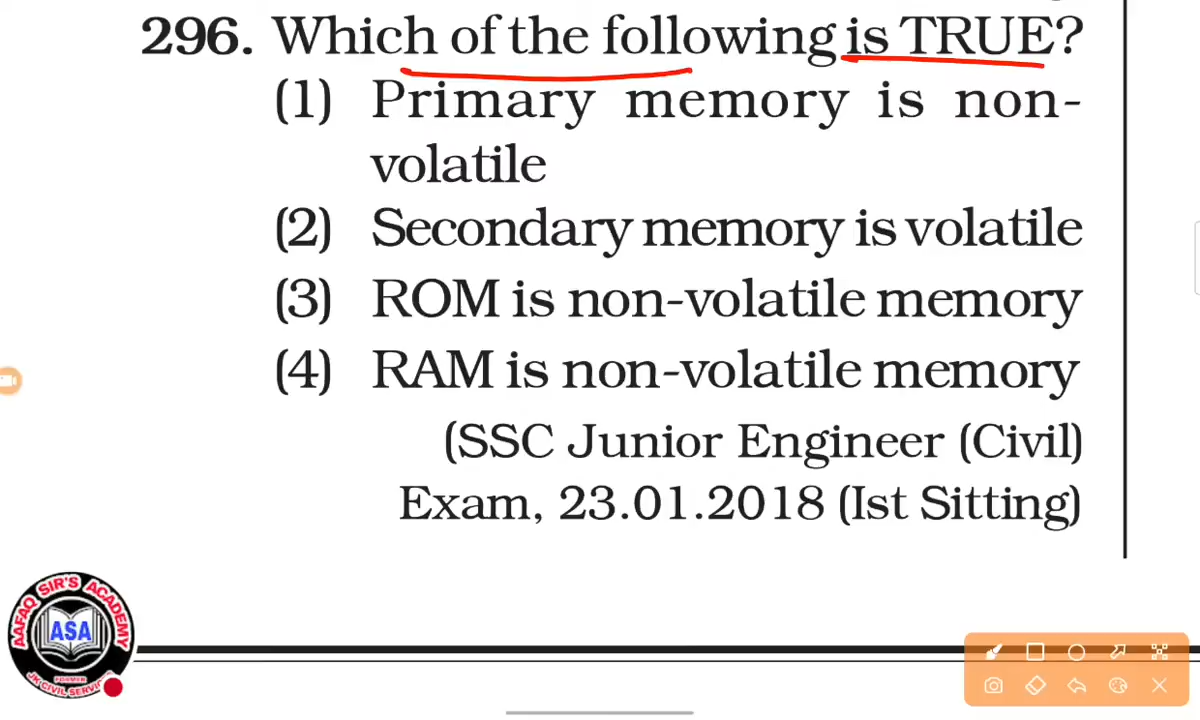 296. Which of the following is TRUE?
(1) Primary memory is non-
volatile
(2) Secondary memory is volatile
(3) ROM is non-volatile memory
(4) RAM is non-volatile memory
(SSC Junior Engineer (Civil)
Exam, 23.01.2018 (Ist Sitting)
AAFAQ SIR'S ACADEMY
ASA